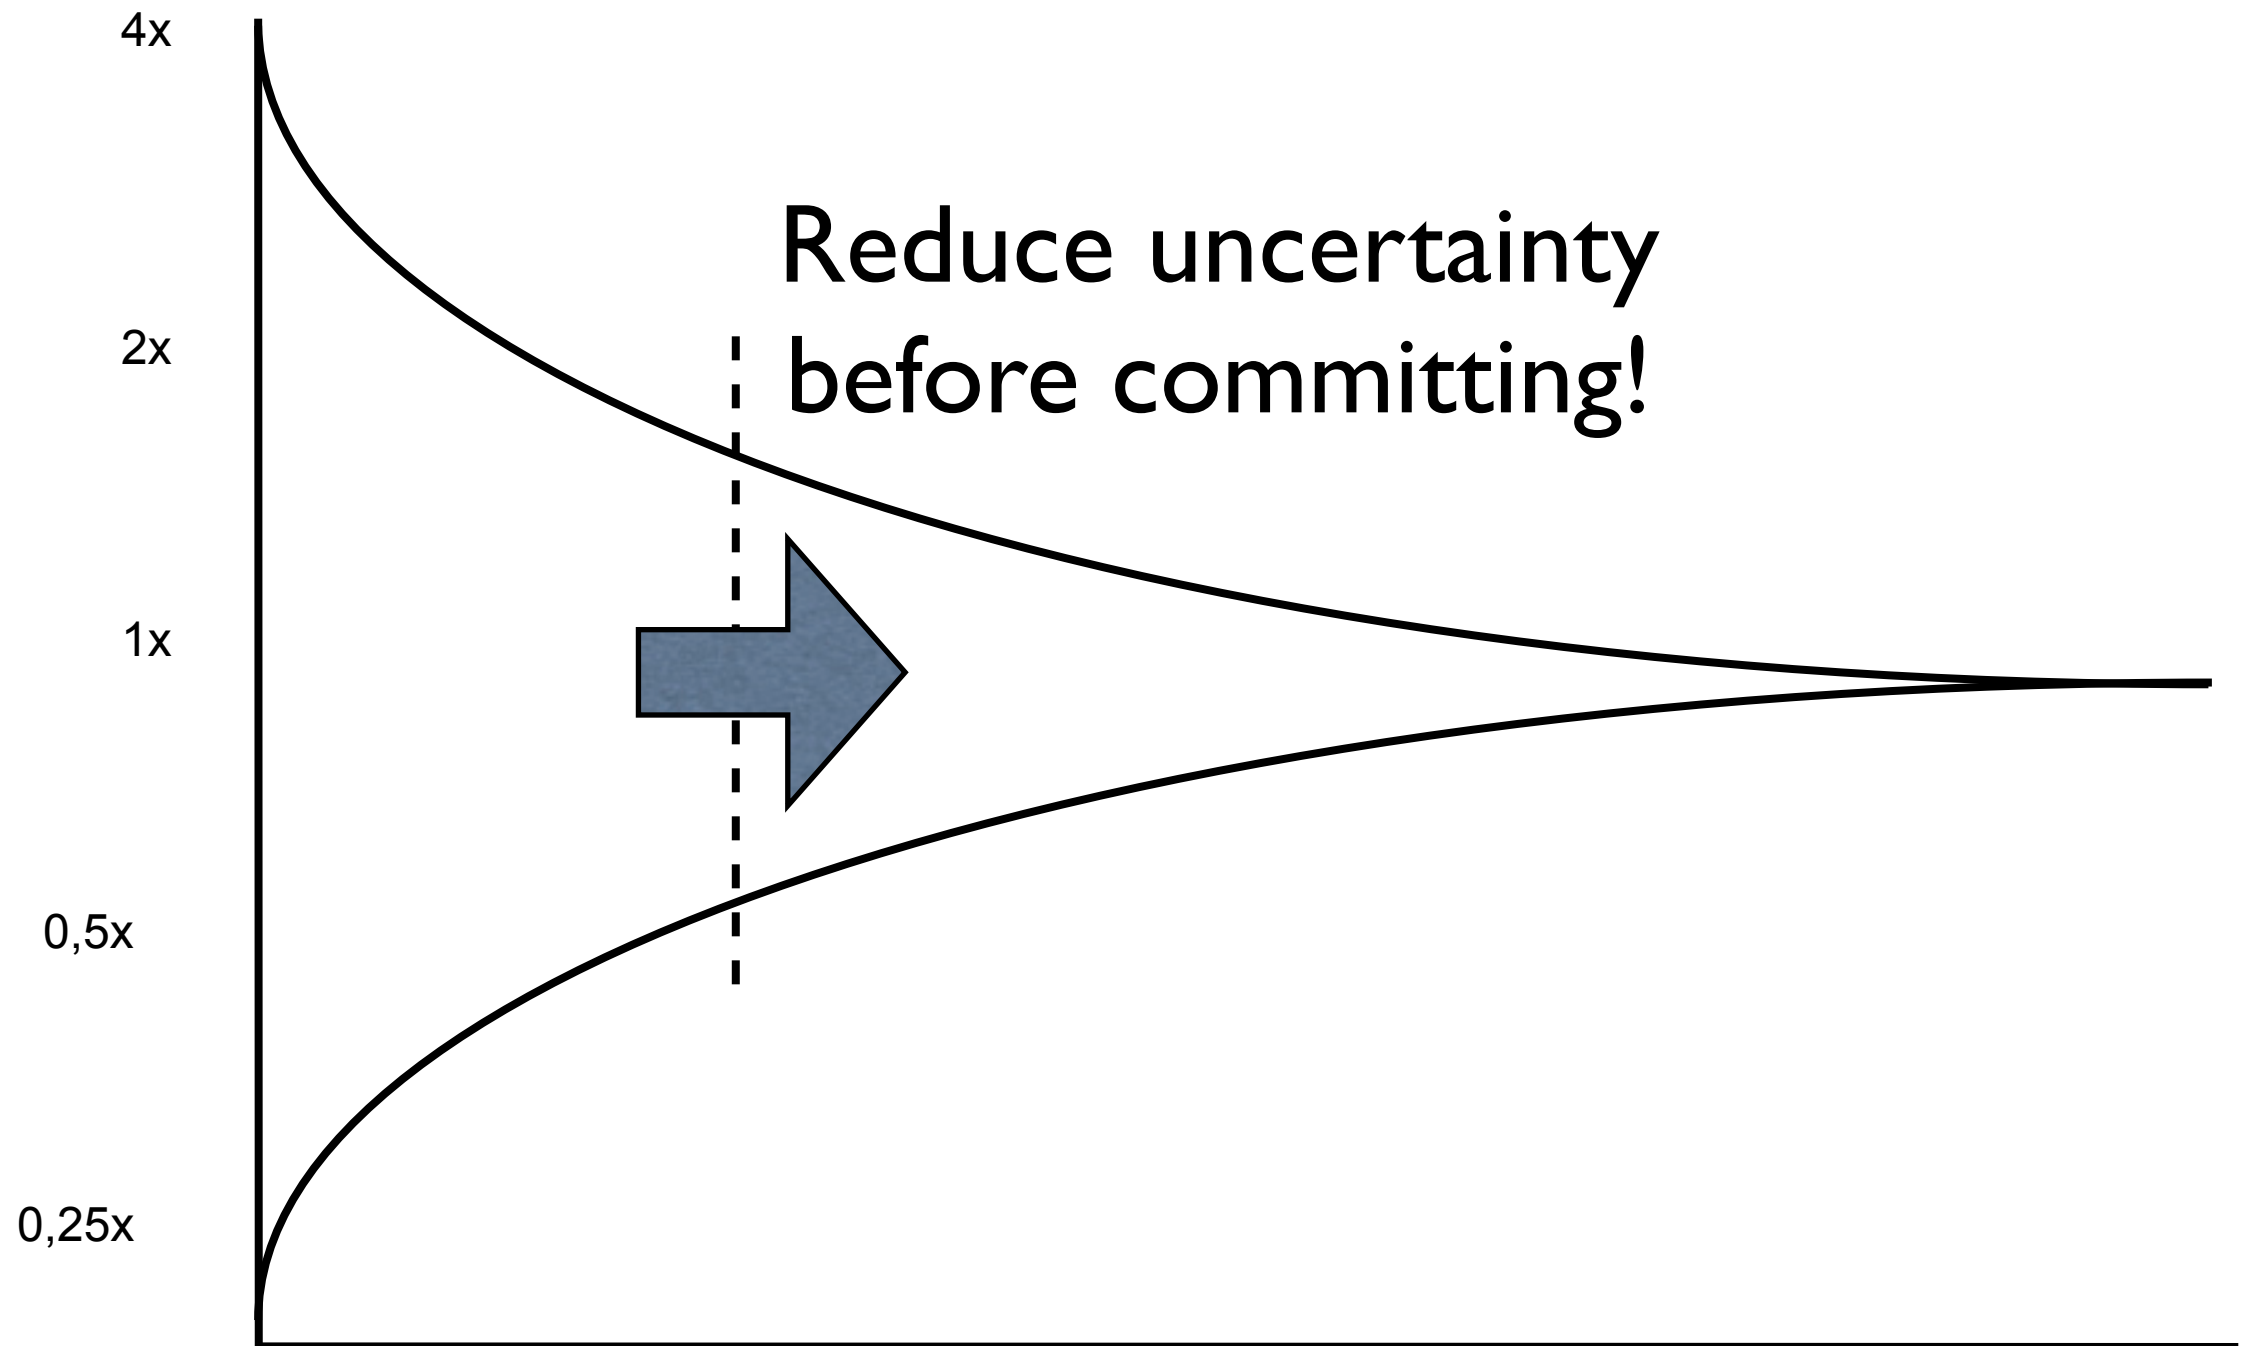 4x
Reduce uncertainty
2x
before committing!
1x
0,5x
0,25x